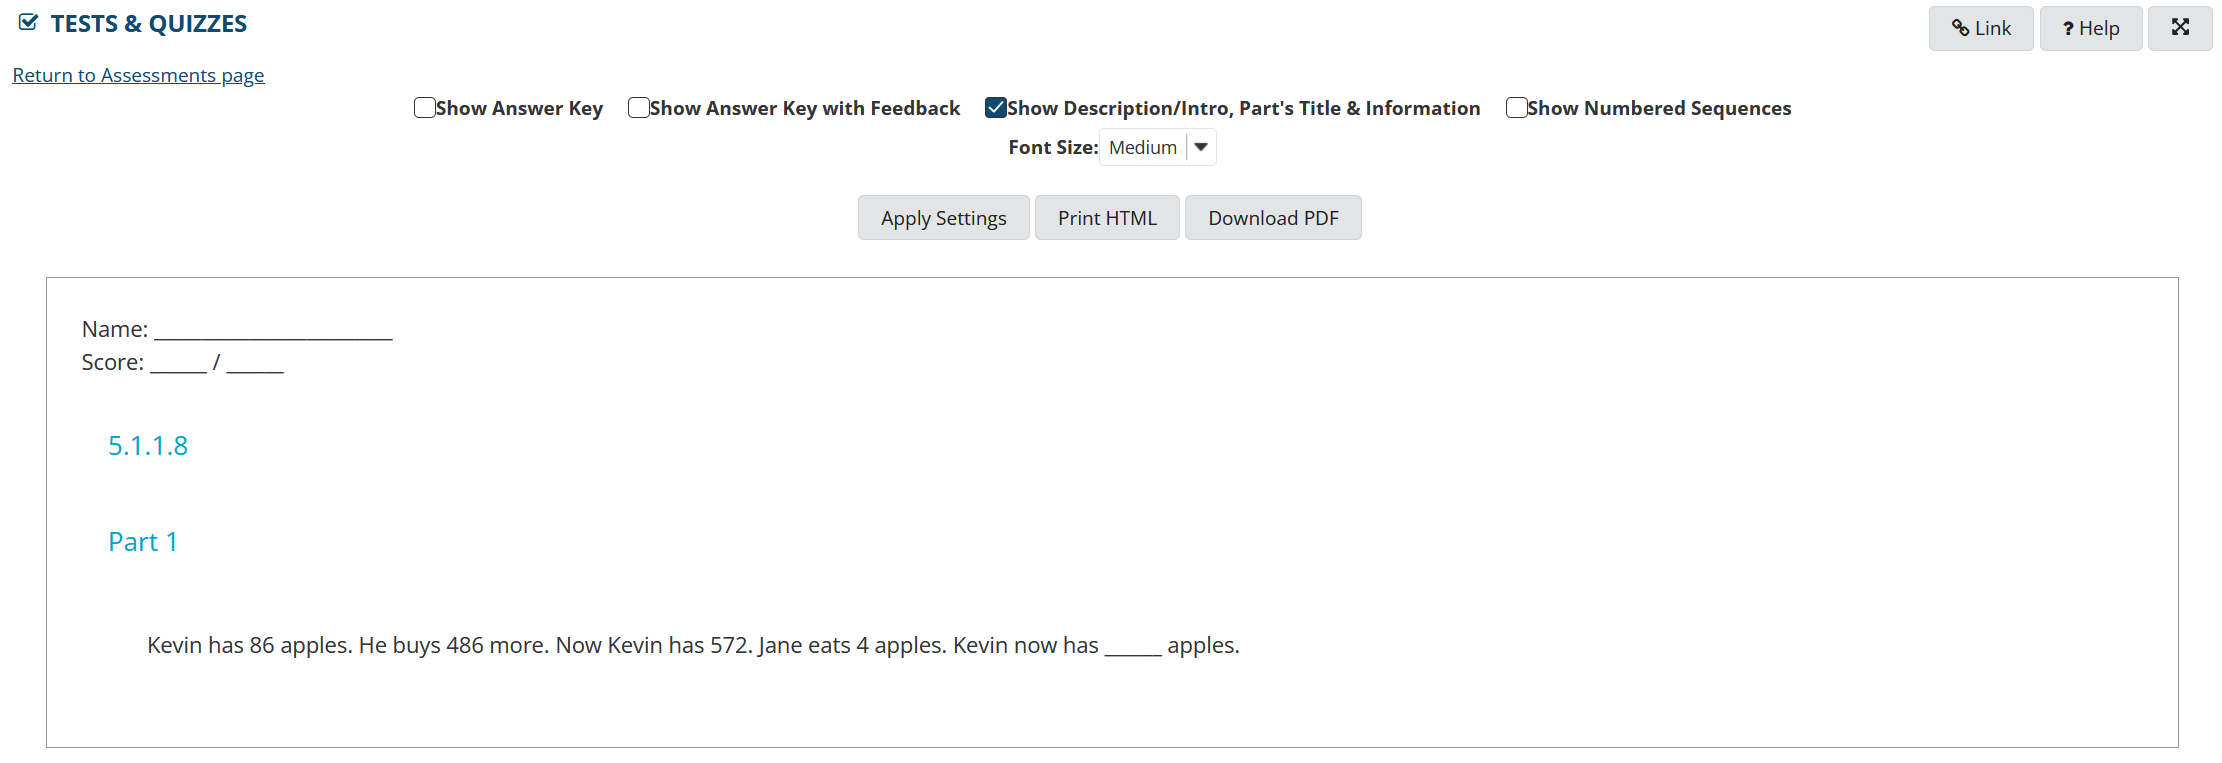 TESTS & QUIZZES
Link
? Help
Return to Assessments page
Show Answer Key Show Answer Key with Feedback Show Description/Intro, Part's Title & Information Show Numbered Sequences
Font Size: Medium
Apply Settings Print HTML Download PDF
Name: ____________________
Score: _____ / _____
5.1.1.8
Part 1
Kevin has 86 apples. He buys 486 more. Now Kevin has 572. Jane eats 4 apples. Kevin now has _____ apples.